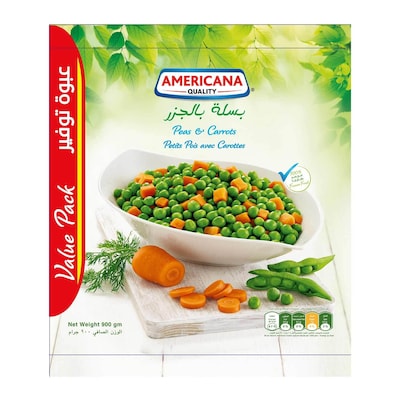 AMERICANA
QUALITY
®
بسلة بالجزر
Peas & Carrots
Petits Pois avec Carottes
عبوة توفير
Value Pack
Net Weight 900 gm
الوزن الصافي ٩٠٠ جرام